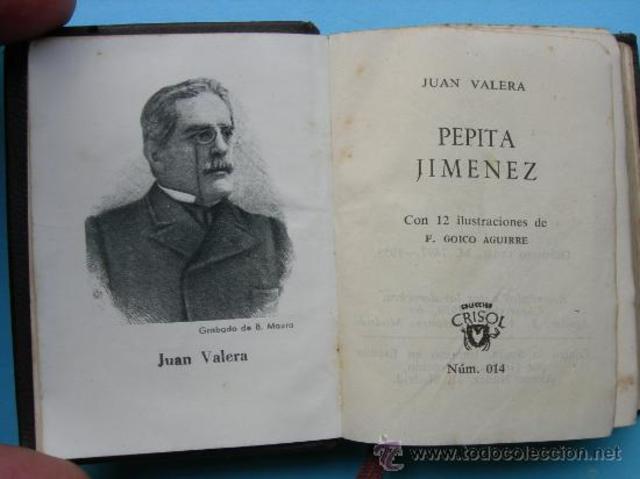 Grabado de B. Maura
Juan Valera
JUAN VALERA
PEPITA
JIMENEZ
Con 12 ilustraciones de
F. GOICO AGUIRRE
COLECCION
CRISOL
Núm. 014
www.todocoleccion.net